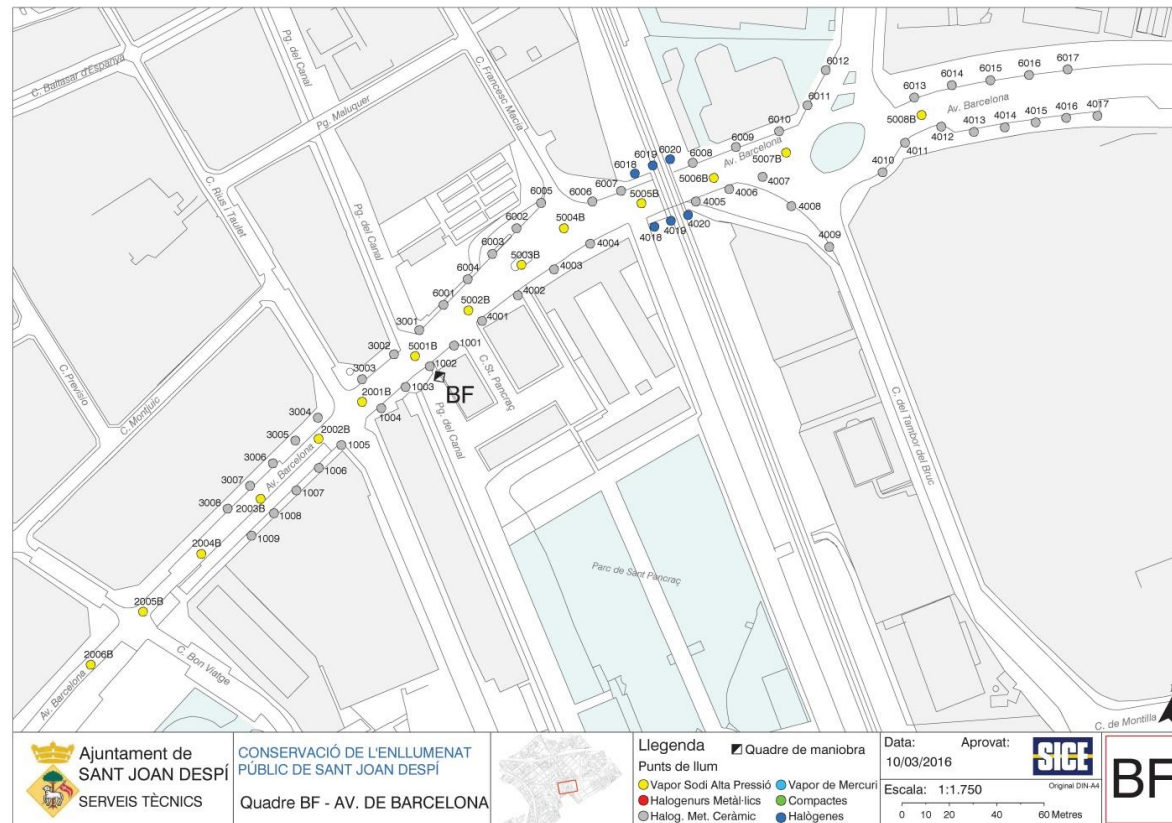 C. Baltasar d'Espanya
Pg. del Canal
Pg. Maluquer
C. Francesc Macià
C. Rius i Taulet
Pg. del Canal
C. Previsio
C. Montjuic
6012
6011
6010
6009
Av. Barcelona
6008
6020
6019
6018
6007
6006
6005
6002
6003
6004
6001
6013
6014
6015
6016
6017
Av. Barcelona
5008B
4012
4013
4014
4015
4016
4017
4011
4010
5007B
5006B
4007
4006
4008
4005
4009
5005B
4018
4019
4020
5004B
4004
5003B
4003
4002
5002B
4001
3001
5001B
1001
3002
1002
3003
1003
BF
2001B
1004
C. St. Pancraç
Pg. del Canal
3004
2002B
1005
3005
Av. Barcelona
3006
1006
3007
1007
3008
2003B
1008
1009
2004B
2005B
2006B
Av. Barcelona
C. Bon Viatge
Parc de Sant Pancraç
C. del Tambor del Bruc
C. de Montilla
Ajuntament de
SANT JOAN DESPÍ
SERVEIS TÈCNICS
CONSERVACIÓ DE L'ENLLUMENAT
PÚBLIC DE SANT JOAN DESPÍ
Quadre BF - AV. DE BARCELONA
Llegenda
Quadre de maniobra
Punts de llum
Vapor Sodi Alta Pressió
Vapor de Mercuri
Halogenurs Metàl·lics
Compactes
Halog. Met. Ceràmic
Halògenes
Data:
Aprovat:
10/03/2016
SICE
Original DIN-A4
Escala: 1:1.750
0 10 20 40 60 Metres
BF